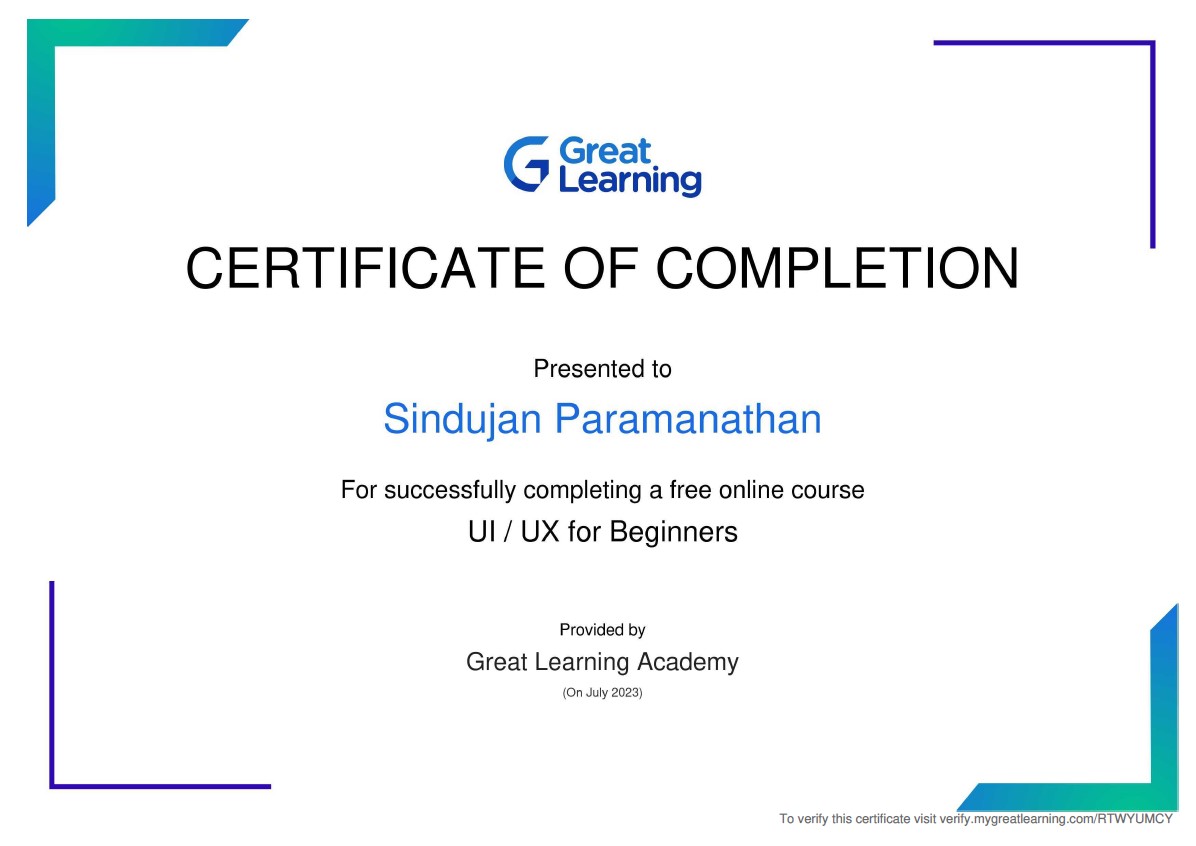 Great
Learning
CERTIFICATE OF COMPLETION
Presented to
Sindujan Paramanathan
For successfully completing a free online course
UI / UX for Beginners
Provided by
Great Learning Academy
(On July 2023)
To verify this certificate visit verify.mygreatlearning.com/RTWYUMCY